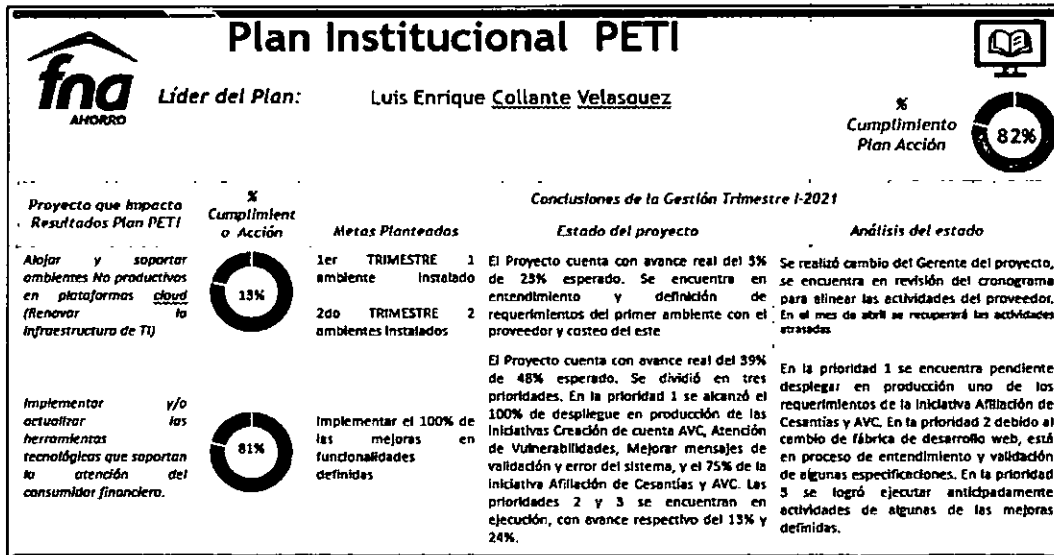 Plan Institucional PETI
fna
AHORRO
Líder del Plan:
Luis Enrique Collante Velasquez
%
Cumplimiento
Plan Acción
82%
Proyecto que Impacta
Resultados Plan PETI
%
Cumplimient
o Acción
Metas Planteadas
Conclusiones de la Gestión Trimestre I-2021
Estado del proyecto
Análisis del estado
Alojar y soportar
ambientes No productivos
en plataformas cloud
(Renovar la
infraestructura de TI)
13%
1er TRIMESTRE 1
ambiente Instalado
2do TRIMESTRE 2
ambientes Instalados
El Proyecto cuenta con avance real del 3%
de 23% esperado. Se encuentra en
entendimiento y definición de
requerimientos del primer ambiente con el
proveedor y costeo del este
Se realizó cambio del Gerente del proyecto,
se encuentra en revisión del cronograma
para alinear las actividades del proveedor.
En el mes de abril se recuperará las actividades
atrasadas
Implementar y/o
actualizar las
herramientas
tecnológicas que soportan
la atención del
consumidor financiero.
81%
Implementar el 100% de
las mejoras en
funcionalidades
definidas
El Proyecto cuenta con avance real del 39%
de 48% esperado. Se dividió en tres
prioridades. En la prioridad 1 se alcanzó el
100% de despliegue en producción de las
iniciativas Creación de cuenta AVC, Atención
de Vulnerabilidades, Mejorar mensajes de
validación y error del sistema, y el 75% de la
iniciativa Afiliación de Cesantías y AVC. Las
prioridades 2 y 3 se encuentran en
ejecución, con avance respectivo del 13% y
24%.
En la prioridad 1 se encuentra pendiente
desplegar en producción uno de los
requerimientos de la iniciativa Afiliación de
Cesantías y AVC. En la prioridad 2 debido al
cambio de fábrica de desarrollo web, está
en proceso de entendimiento y validación
de algunas especificaciones. En la prioridad
3 se logró ejecutar anticipadamente
actividades de algunas de las mejoras
definidas.